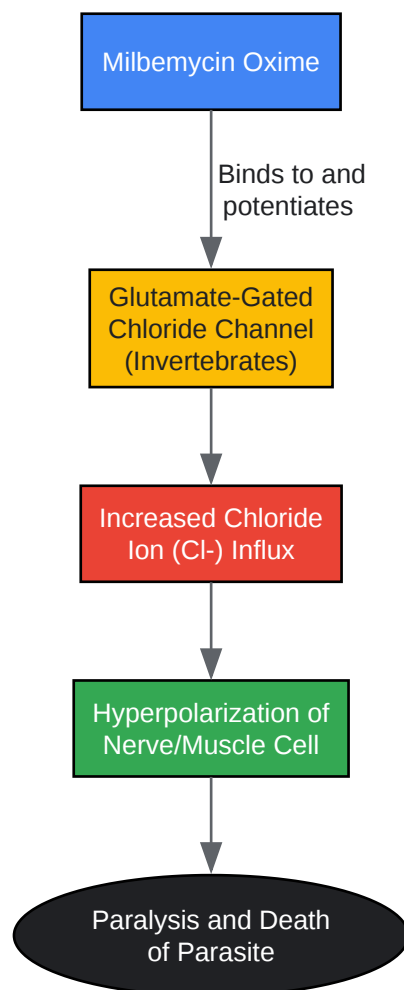 Milbemycin Oxime
Binds to and
potentiates
Glutamate-Gated
Chloride Channel
(Invertebrates)
Increased Chloride
Ion (Cl-) Influx
Hyperpolarization of
Nerve/Muscle Cell
Paralysis and Death
of Parasite